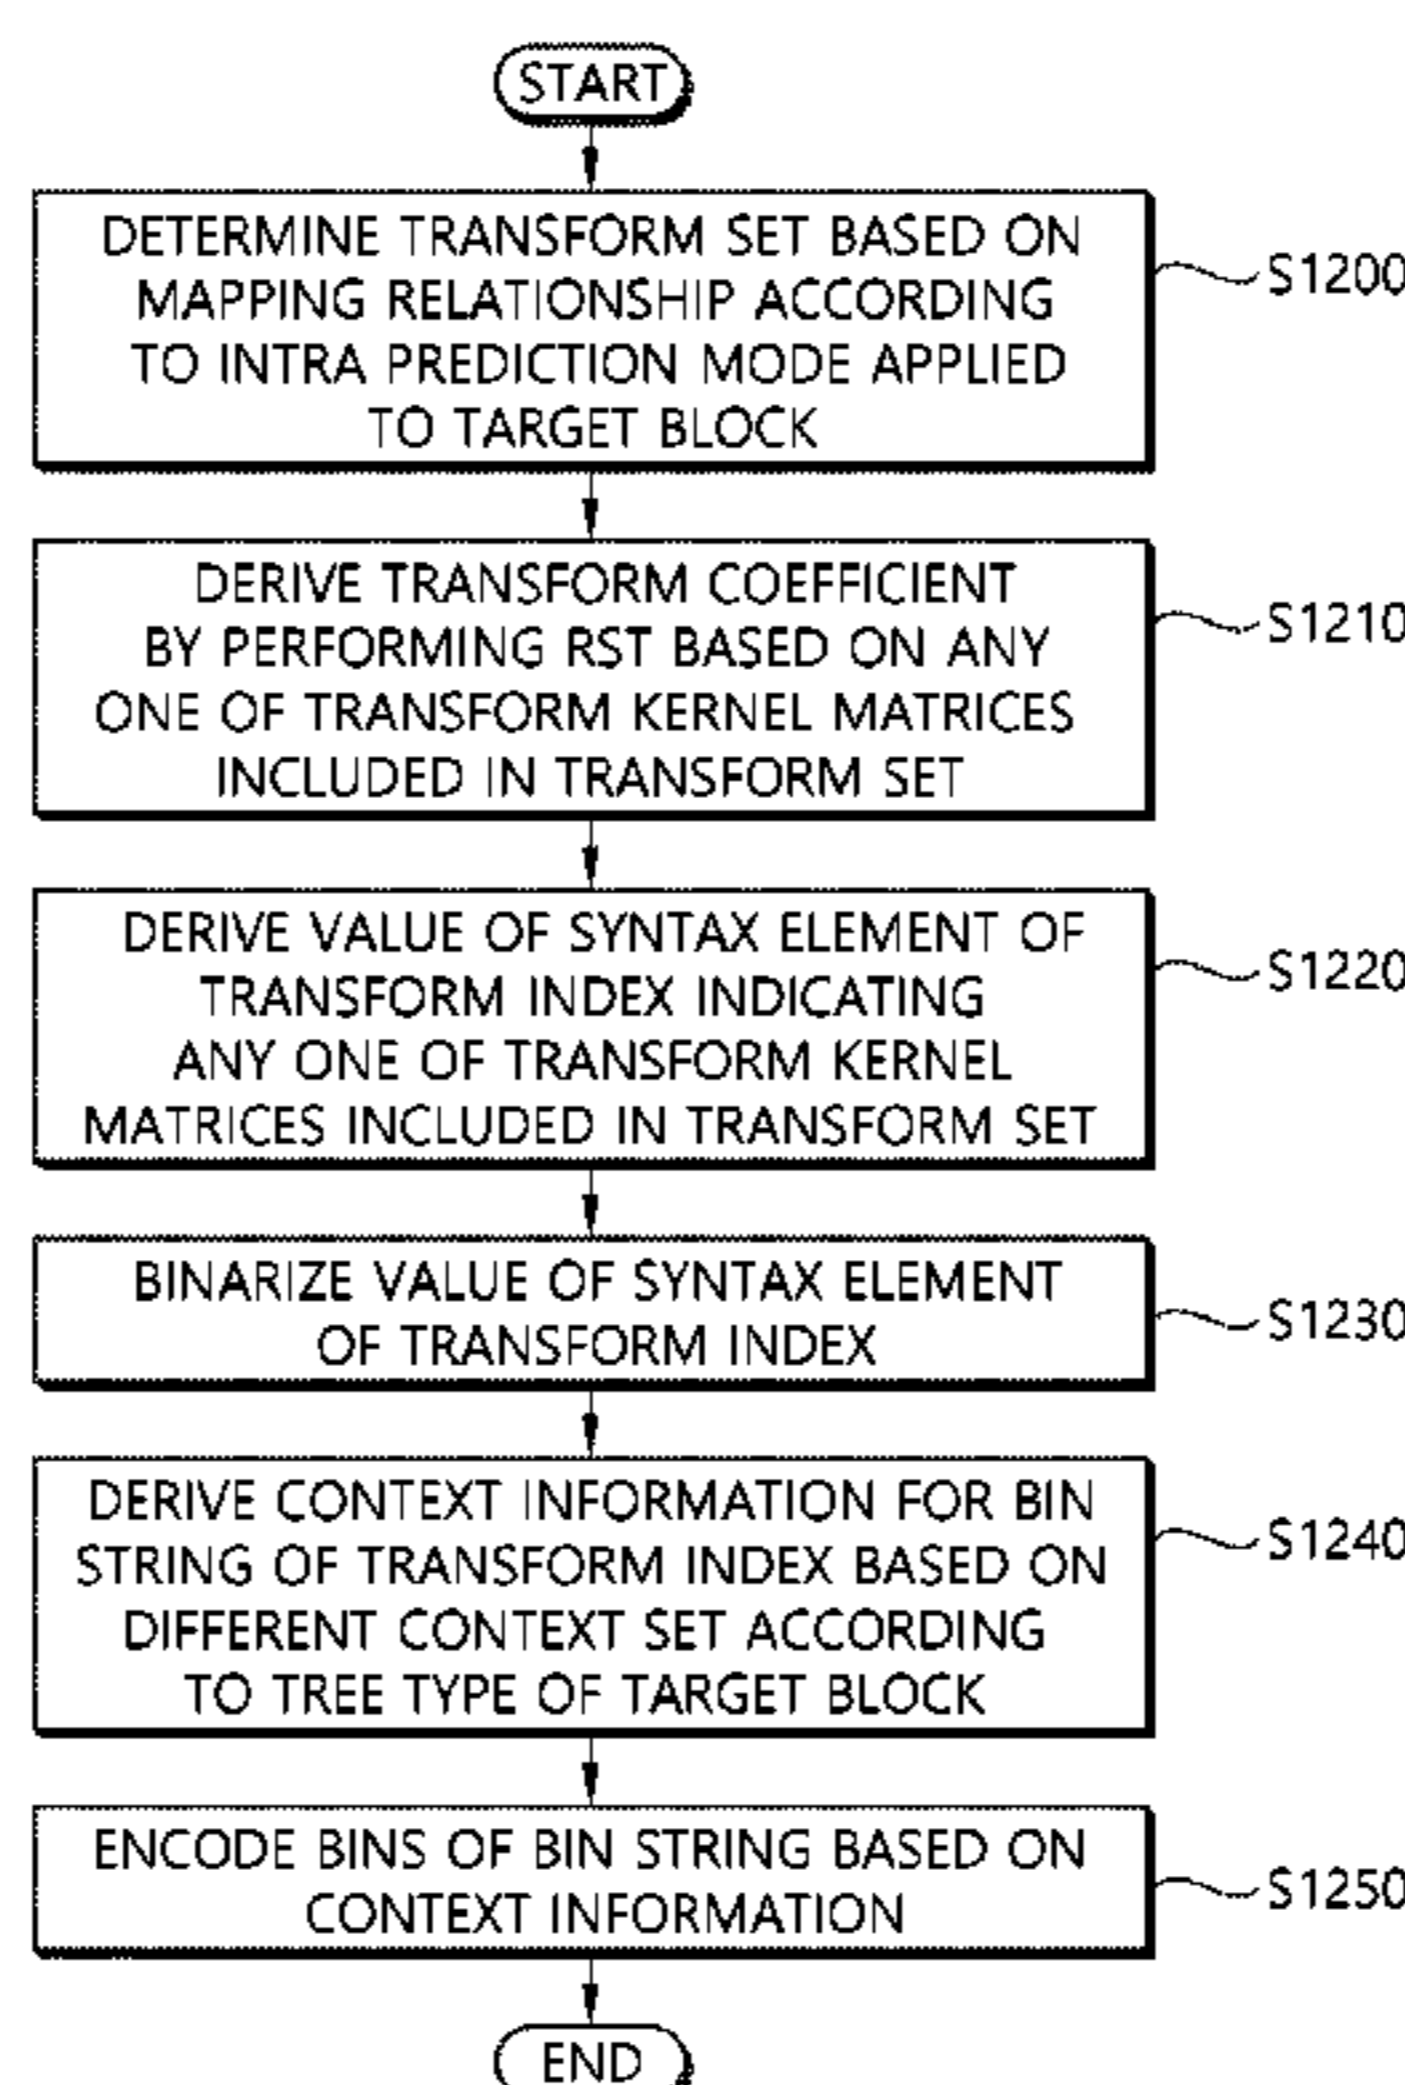 START
DETERMINE TRANSFORM SET BASED ON
MAPPING RELATIONSHIP ACCORDING
TO INTRA PREDICTION MODE APPLIED
TO TARGET BLOCK
S1200
DERIVE TRANSFORM COEFFICIENT
BY PERFORMING RST BASED ON ANY
ONE OF TRANSFORM KERNEL MATRICES
INCLUDED IN TRANSFORM SET
S1210
DERIVE VALUE OF SYNTAX ELEMENT OF
TRANSFORM INDEX INDICATING
ANY ONE OF TRANSFORM KERNEL
MATRICES INCLUDED IN TRANSFORM SET
S1220
BINARIZE VALUE OF SYNTAX ELEMENT
OF TRANSFORM INDEX
S1230
DERIVE CONTEXT INFORMATION FOR BIN
STRING OF TRANSFORM INDEX BASED ON
DIFFERENT CONTEXT SET ACCORDING
TO TREE TYPE OF TARGET BLOCK
S1240
ENCODE BINS OF BIN STRING BASED ON
CONTEXT INFORMATION
S1250
END